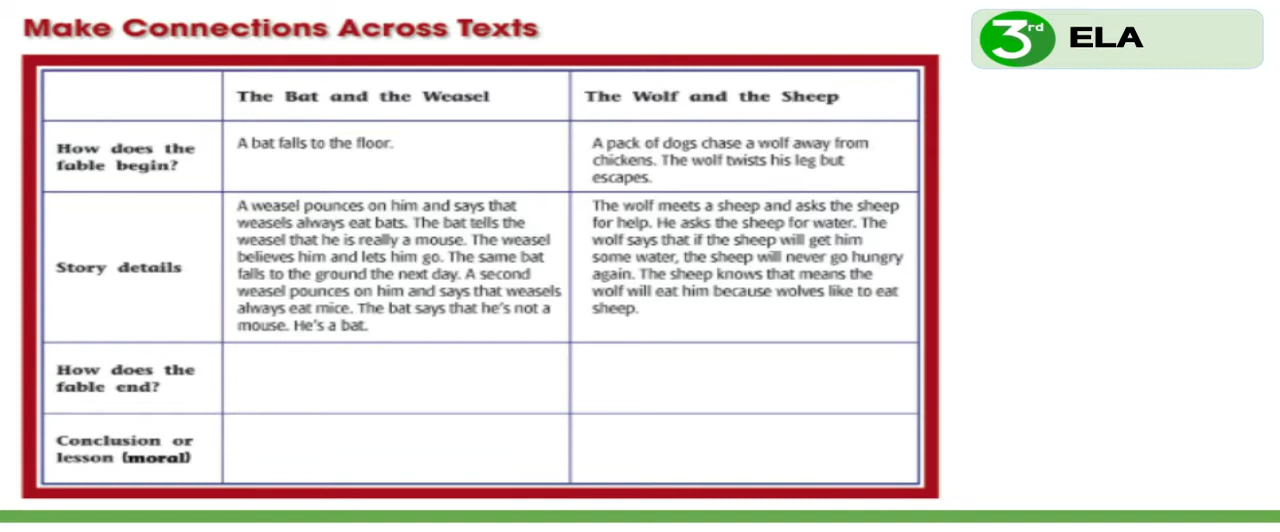 Make Connections Across Texts
3rd ELA
The Bat and the Weasel
The Wolf and the Sheep
How does the
fable begin?
A bat falls to the floor.
A pack of dogs chase a wolf away from
chickens. The wolf twists his leg but
escapes.
Story details
A weasel pounces on him and says that
weasels always eat bats. The bat tells the
weasel that he is really a mouse. The weasel
believes him and lets him go. The same bat
falls to the ground the next day. A second
weasel pounces on him and says that weasels
always eat mice. The bat says that he's not a
mouse. He's a bat.
The wolf meets a sheep and asks the sheep
for help. He asks the sheep for water. The
wolf says that if the sheep will get him
some water, the sheep will never go hungry
again. The sheep knows that means the
wolf will eat him because wolves like to eat
sheep.
How does the
fable end?
Conclusion or
lesson (moral)